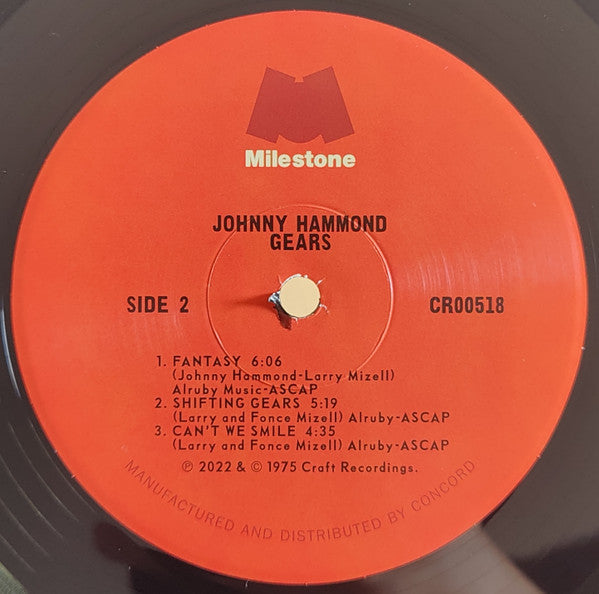 Milestone
JOHNNY HAMMOND
GEARS
SIDE 2
CR00518
1. FANTASY 6:06
(Johnny Hammond-Larry Mizell)
Alruby Music-ASCAP
2. SHIFTING GEARS 5:19
(Larry and Fonce Mizell) Alruby-ASCAP
3. CAN'T WE SMILE 4:35
(Larry and Fonce Mizell) Alruby-ASCAP
℗ 2022 & © 1975 Craft Recordings.
MANUFACTURED AND DISTRIBUTED BY CONCORD